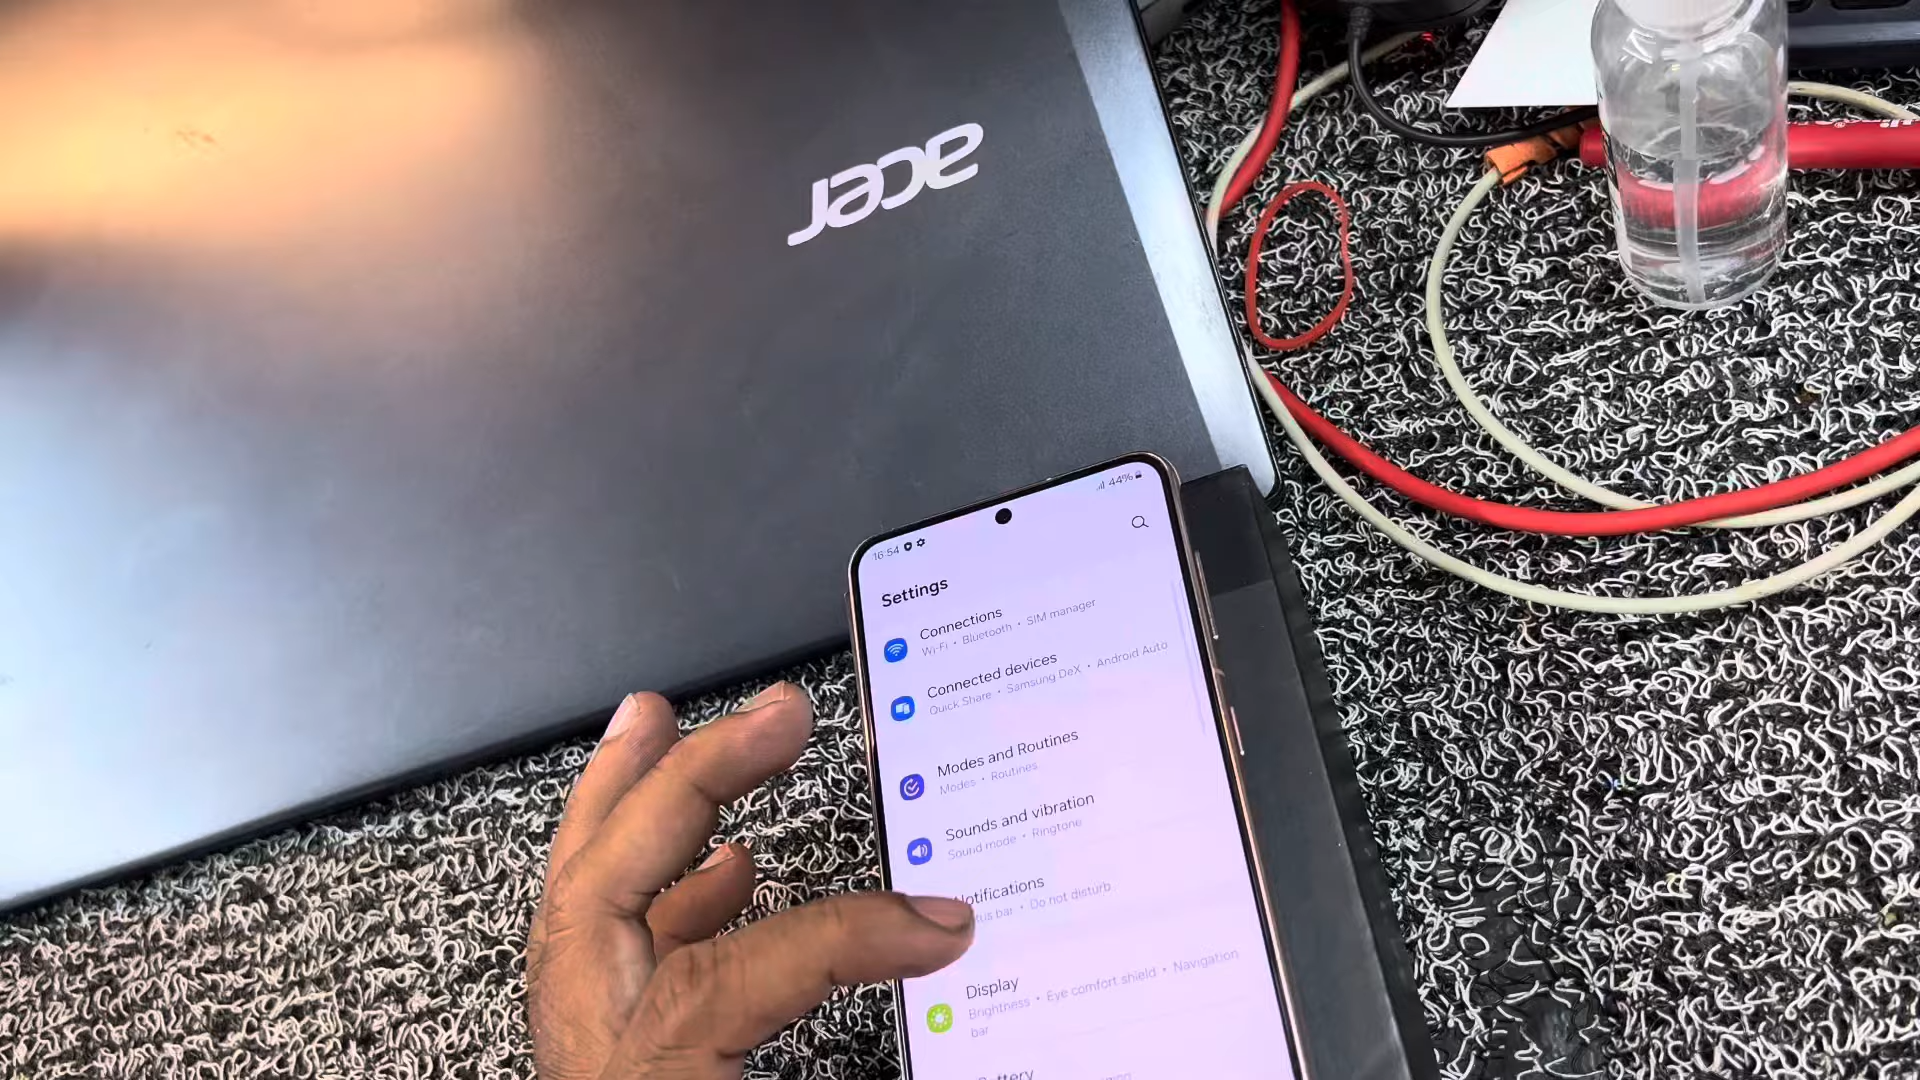 acer
16:54
44%
Settings
Connections
Wi-Fi • Bluetooth • SIM manager
Connected devices
Quick Share • Samsung DeX • Android Auto
Modes and Routines
Modes • Routines
Sounds and vibration
Sound mode • Ringtone
Notifications
tus bar • Do not disturb
Display
Brightness • Eye comfort shield • Navigation
bar